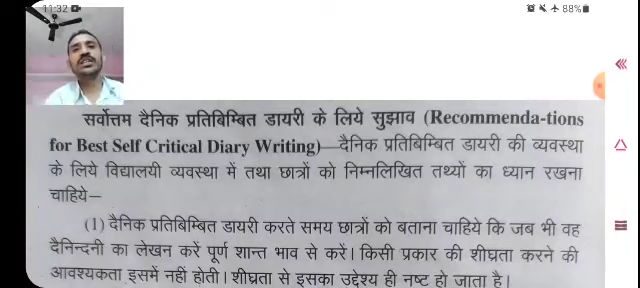 11:32
88%
सर्वोत्तम दैनिक प्रतिबिम्बित डायरी के लिये सुझाव (Recommenda-tions
for Best Self Critical Diary Writing)—दैनिक प्रतिबिम्बित डायरी की व्यवस्था
के लिये विद्यालयी व्यवस्था में तथा छात्रों को निम्नलिखित तथ्यों का ध्यान रखना
चाहिये—
(1) दैनिक प्रतिबिम्बित डायरी करते समय छात्रों को बताना चाहिये कि जब भी वह
दैनिन्दनी का लेखन करें पूर्ण शान्त भाव से करें। किसी प्रकार की शीघ्रता करने की
आवश्यकता इसमें नहीं होती। शीघ्रता से इसका उद्देश्य ही नष्ट हो जाता है।